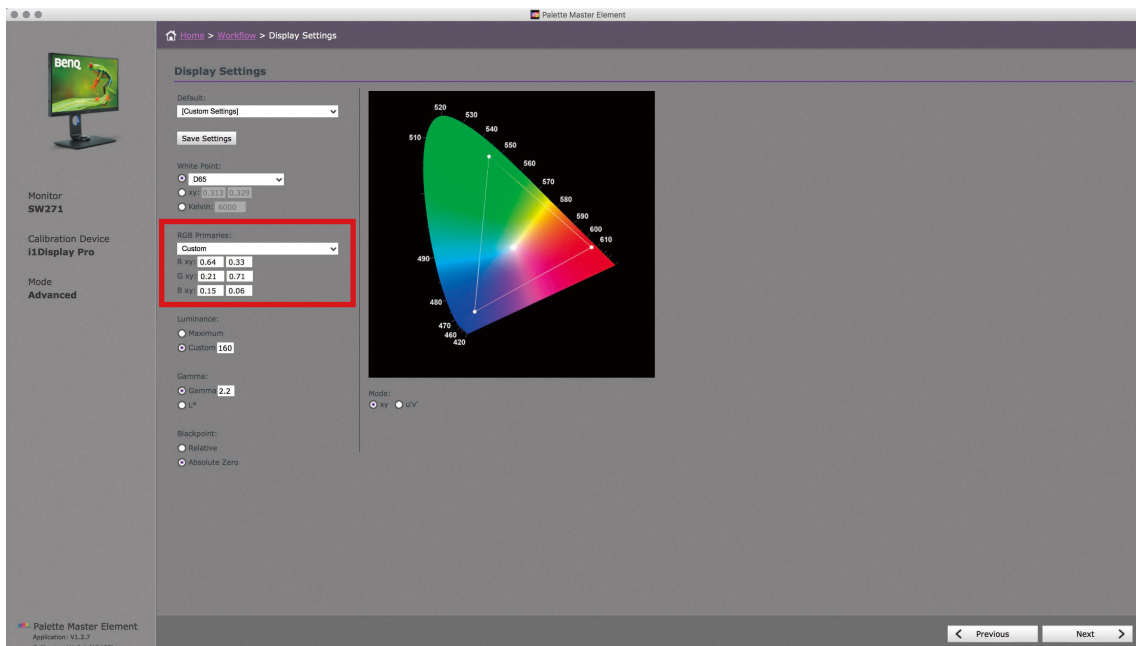 Palette Master Element
Home > Workflow > Display Settings
BenQ
Monitor
SW271
Calibration Device
i1Display Pro
Mode
Advanced
Display Settings
Default:
[Custom Settings]
Save Settings
White Point:
D65
xy: 0.313 0.329
Kelvin: 6000
RGB Primaries:
Custom
R xy: 0.64 0.33
G xy: 0.21 0.71
B xy: 0.15 0.06
Luminance:
Maximum
Custom 160
Gamma:
Gamma 2.2
L*
Blackpoint:
Relative
Absolute Zero
520
530
540
510
550
560
570
580
590
600
610
490
480
470
460
420
Mode:
xy u'v'
Palette Master Element
Application: V1.2.7
Previous
Next